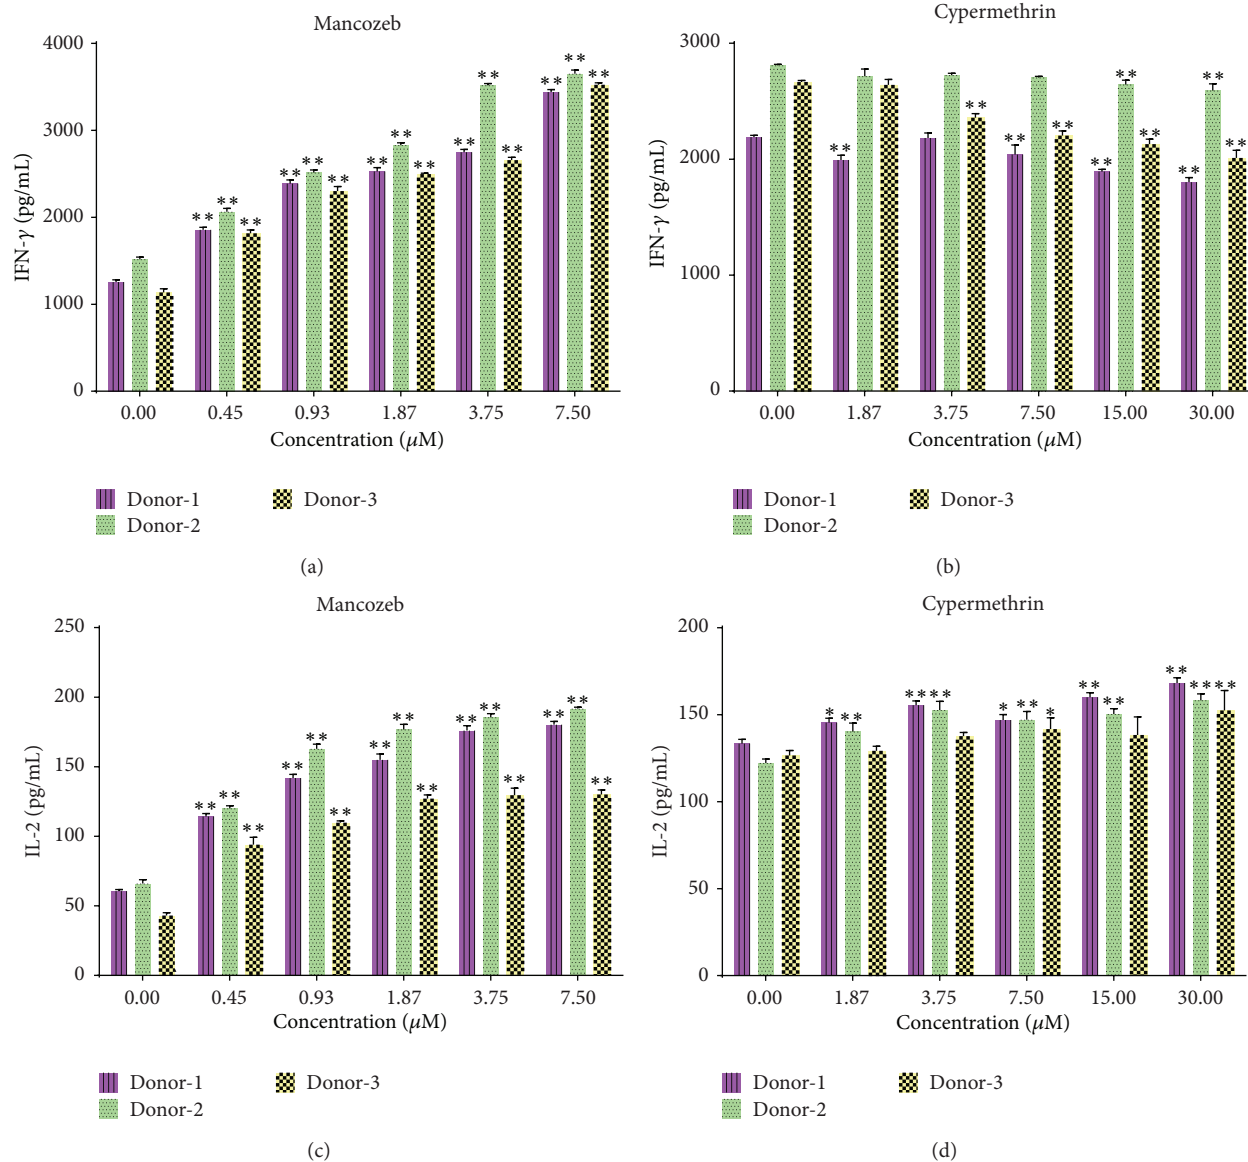 Mancozeb
4000
3000
2000
1000
0
IFN-γ (pg/mL)
** ** **
** ** **
** ** **
** ** **
** ** **
0.00 0.45 0.93 1.87 3.75 7.50
Concentration (μM)
Donor-1
Donor-2
Donor-3
(a)
Cypermethrin
3000
2000
1000
0
IFN-γ (pg/mL)
**
**
** **
** ** **
** ** **
0.00 1.87 3.75 7.50 15.00 30.00
Concentration (μM)
Donor-1
Donor-2
Donor-3
(b)
Mancozeb
250
200
150
100
50
0
IL-2 (pg/mL)
** ** **
** ** **
** ** **
** ** **
** ** **
0.00 0.45 0.93 1.87 3.75 7.50
Concentration (μM)
Donor-1
Donor-2
Donor-3
(c)
Cypermethrin
200
150
100
50
0
IL-2 (pg/mL)
* **
** **
* ** *
** **
** ** **
0.00 1.87 3.75 7.50 15.00 30.00
Concentration (μM)
Donor-1
Donor-2
Donor-3
(d)